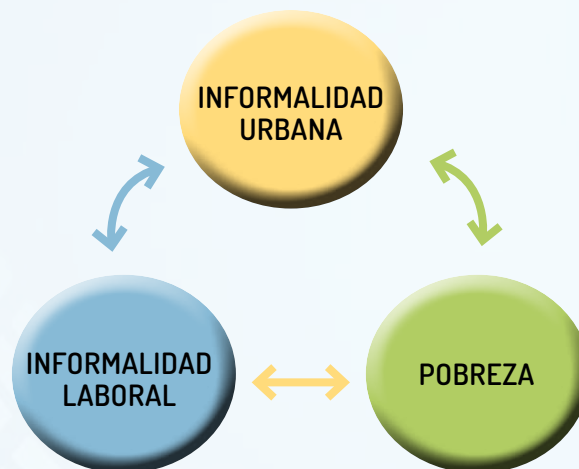 INFORMALIDAD
URBANA
INFORMALIDAD
LABORAL
POBREZA